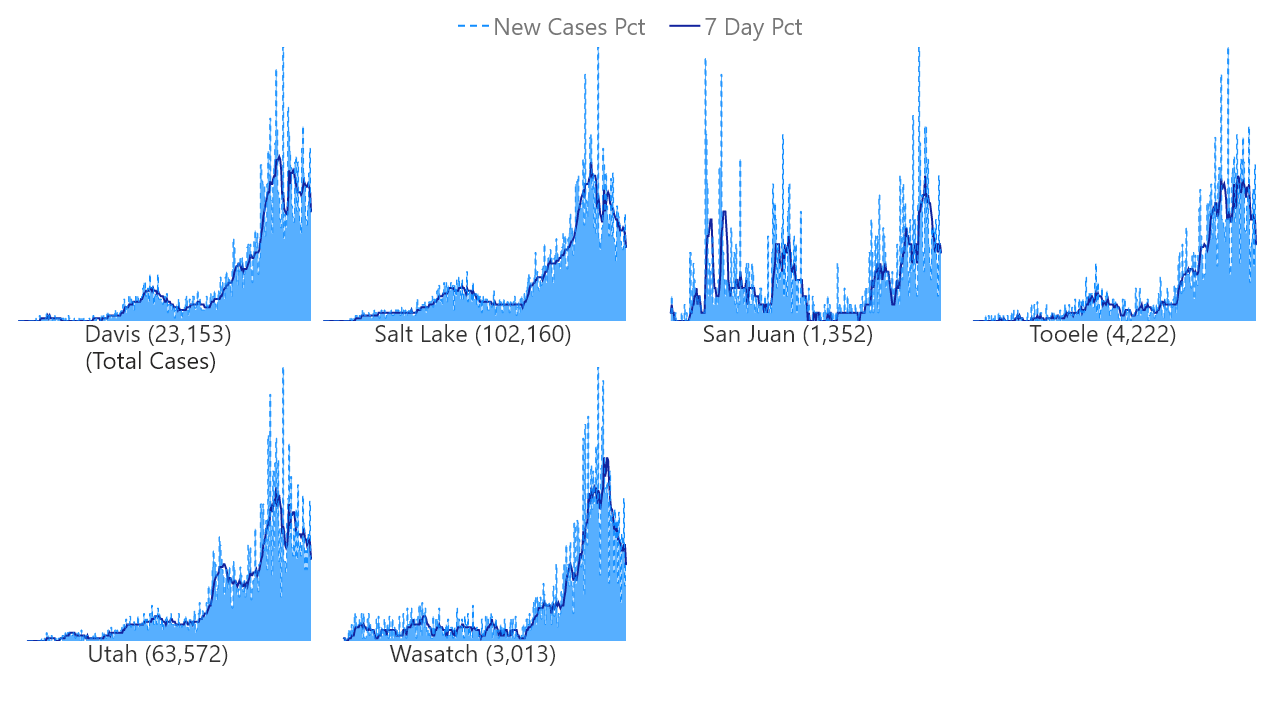 New Cases Pct 7 Day Pct
Davis (23,153)
(Total Cases)
Salt Lake (102,160)
San Juan (1,352)
Tooele (4,222)
Utah (63,572)
Wasatch (3,013)